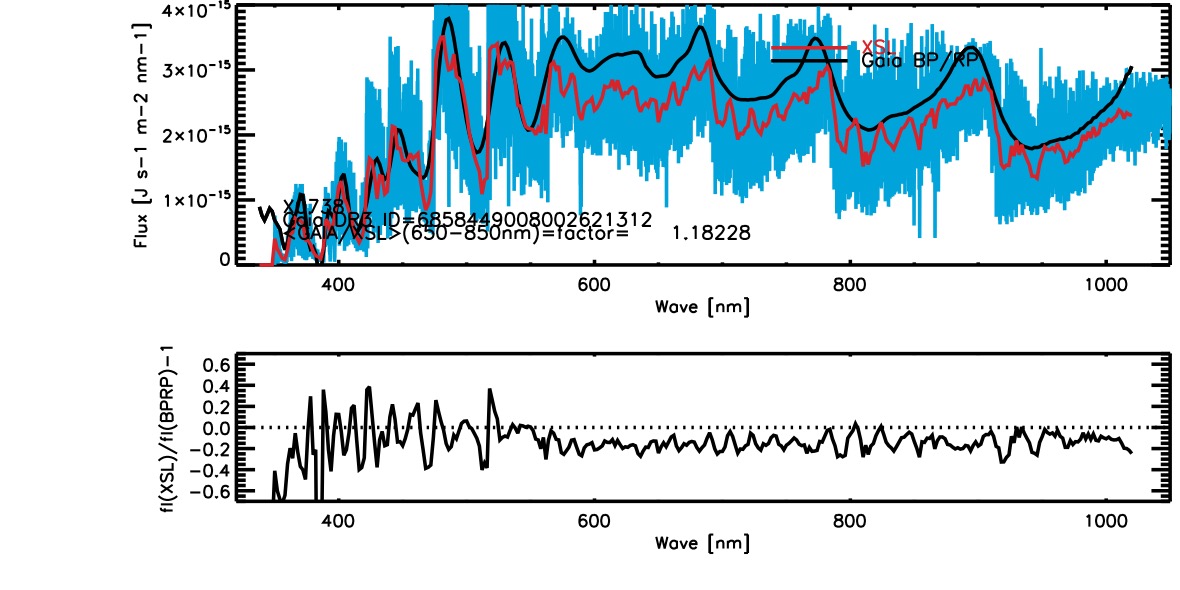 4×10⁻¹⁵
3×10⁻¹⁵
2×10⁻¹⁵
1×10⁻¹⁵
0
Flux [J s−1 m−2 nm−1]
XSL
Gaia BP/RP
X0738
Gaia DR3 ID=6858449008002621312
<GAIA/XSL>(650−850nm)=factor= 1.18228
400 600 800 1000
Wave [nm]
fl(XSL)/fl(BPRP)−1
0.6
0.4
0.2
0.0
−0.2
−0.4
−0.6
400 600 800 1000
Wave [nm]